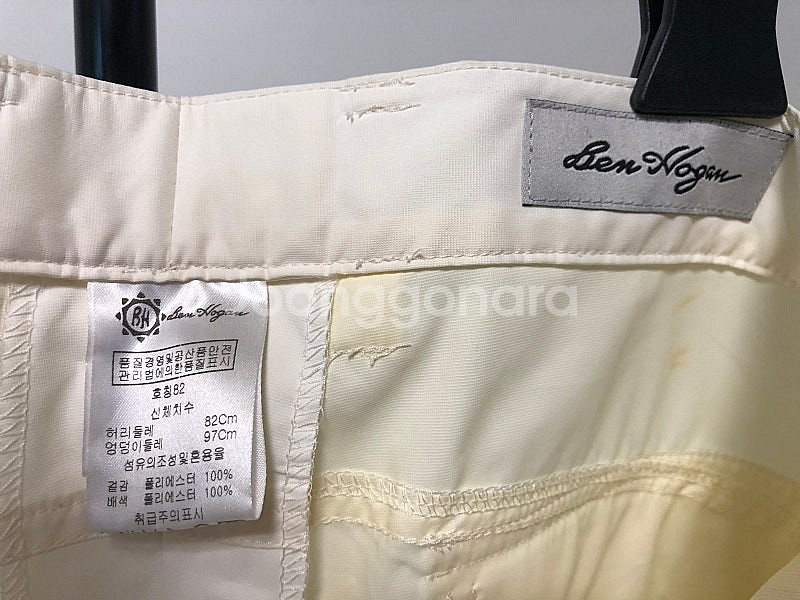 Ben Hogan
BH Ben Hogan
품질경영및공산품안전
관리법에의한품질표시
호칭82
신체치수
허리둘레 82Cm
엉덩이둘레 97Cm
섬유의조성및혼용율
겉감 폴리에스터 100%
배색 폴리에스터 100%
취급주의표시
joonggonara